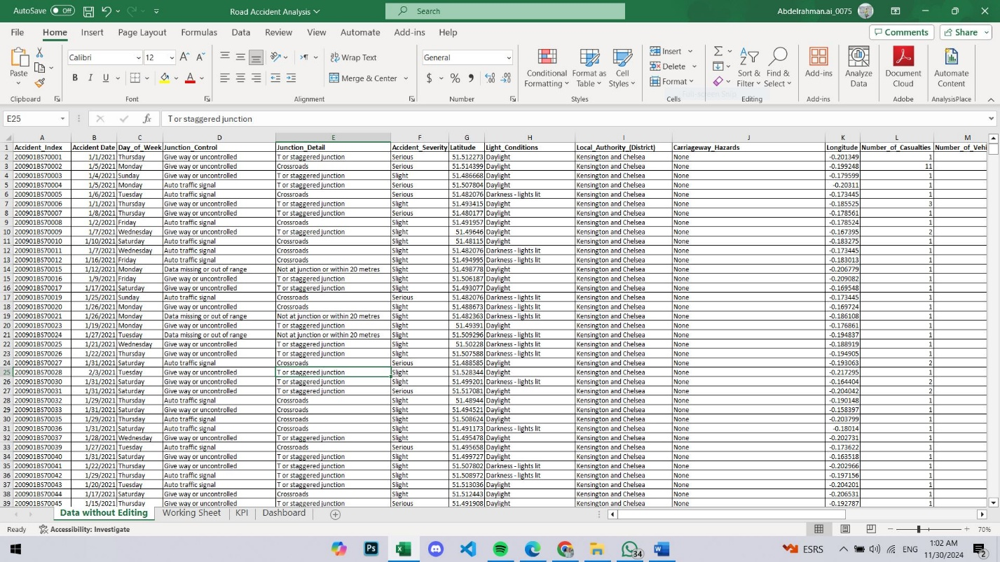 AutoSave Off Road Accident Analysis Search Abdelrahman.ai_0075
File Home Insert Page Layout Formulas Data Review View Automate Add-ins Help Comments Share
Calibri 12 Wrap Text General Insert
Paste B I U Merge & Center $ % Conditional Formatting Format as Table Cell Styles Delete Format Sort & Filter Find & Select Add-ins Analyze Data Document Cloud Automate Content
Clipboard Font Alignment Number Styles Cells Editing Add-ins Adobe AnalysisPlace
E25 fx T or staggered junction
A B C D E F G H I J K L M
1 Accident_Index Accident Date Day_of_Week Junction_Control Junction_Detail Accident_Severity Latitude Light_Conditions Local_Authority_(District) Carriageway_Hazards Longitude Number_of_Casualties Number_of_Vehi
2 200901BS70001 1/1/2021 Thursday Give way or uncontrolled T or staggered junction Serious 51.512273 Daylight Kensington and Chelsea None -0.201349 1
3 200901BS70002 1/5/2021 Monday Give way or uncontrolled Crossroads Serious 51.514399 Daylight Kensington and Chelsea None -0.199248 11
4 200901BS70003 1/4/2021 Sunday Give way or uncontrolled T or staggered junction Slight 51.486668 Daylight Kensington and Chelsea None -0.179599 1
5 200901BS70004 1/5/2021 Monday Auto traffic signal T or staggered junction Serious 51.507804 Daylight Kensington and Chelsea None -0.20311 1
6 200901BS70005 1/6/2021 Tuesday Auto traffic signal Crossroads Serious 51.482076 Darkness - lights lit Kensington and Chelsea None -0.173445 1
7 200901BS70006 1/1/2021 Thursday Give way or uncontrolled T or staggered junction Slight 51.493415 Daylight Kensington and Chelsea None -0.185525 3
8 200901BS70007 1/8/2021 Thursday Give way or uncontrolled T or staggered junction Serious 51.480177 Daylight Kensington and Chelsea None -0.178561 1
9 200901BS70008 1/2/2021 Friday Auto traffic signal Crossroads Slight 51.491957 Daylight Kensington and Chelsea None -0.178524 1
10 200901BS70009 1/7/2021 Wednesday Give way or uncontrolled T or staggered junction Slight 51.49646 Daylight Kensington and Chelsea None -0.167395 2
11 200901BS70010 1/10/2021 Saturday Auto traffic signal Crossroads Slight 51.48115 Daylight Kensington and Chelsea None -0.183275 1
12 200901BS70011 1/7/2021 Wednesday Auto traffic signal Crossroads Slight 51.482076 Darkness - lights lit Kensington and Chelsea None -0.173445 1
13 200901BS70012 1/16/2021 Friday Auto traffic signal Crossroads Slight 51.494995 Darkness - lights lit Kensington and Chelsea None -0.183013 1
14 200901BS70015 1/12/2021 Monday Data missing or out of range Not at junction or within 20 metres Slight 51.498778 Daylight Kensington and Chelsea None -0.206779 1
15 200901BS70016 1/9/2021 Friday Give way or uncontrolled T or staggered junction Slight 51.506187 Daylight Kensington and Chelsea None -0.209082 1
16 200901BS70017 1/17/2021 Saturday Give way or uncontrolled T or staggered junction Slight 51.493077 Daylight Kensington and Chelsea None -0.169548 1
17 200901BS70019 1/25/2021 Sunday Auto traffic signal Crossroads Serious 51.482076 Darkness - lights lit Kensington and Chelsea None -0.173445 1
18 200901BS70020 1/26/2021 Monday Give way or uncontrolled Crossroads Slight 51.488673 Darkness - lights lit Kensington and Chelsea None -0.169724 1
19 200901BS70021 1/26/2021 Monday Data missing or out of range Not at junction or within 20 metres Slight 51.482363 Darkness - lights lit Kensington and Chelsea None -0.186108 1
20 200901BS70023 1/19/2021 Monday Give way or uncontrolled T or staggered junction Slight 51.49391 Daylight Kensington and Chelsea None -0.176861 1
21 200901BS70024 1/27/2021 Tuesday Data missing or out of range Not at junction or within 20 metres Slight 51.509296 Darkness - lights lit Kensington and Chelsea None -0.194837 1
22 200901BS70025 1/21/2021 Wednesday Give way or uncontrolled T or staggered junction Slight 51.50228 Darkness - lights lit Kensington and Chelsea None -0.188919 1
23 200901BS70026 1/22/2021 Thursday Give way or uncontrolled T or staggered junction Slight 51.507588 Darkness - lights lit Kensington and Chelsea None -0.194905 1
24 200901BS70027 1/31/2021 Saturday Auto traffic signal Crossroads Serious 51.488585 Daylight Kensington and Chelsea None -0.193063 2
25 200901BS70028 2/3/2021 Tuesday Give way or uncontrolled T or staggered junction Slight 51.528344 Daylight Kensington and Chelsea None -0.217295 1
26 200901BS70030 1/31/2021 Saturday Give way or uncontrolled T or staggered junction Slight 51.499201 Darkness - lights lit Kensington and Chelsea None -0.164404 2
27 200901BS70031 1/31/2021 Saturday Give way or uncontrolled T or staggered junction Serious 51.517081 Daylight Kensington and Chelsea None -0.204042 2
28 200901BS70032 1/29/2021 Thursday Auto traffic signal Crossroads Slight 51.48944 Daylight Kensington and Chelsea None -0.190148 1
29 200901BS70033 1/31/2021 Saturday Give way or uncontrolled Crossroads Slight 51.494521 Daylight Kensington and Chelsea None -0.158397 1
30 200901BS70035 1/29/2021 Thursday Auto traffic signal Crossroads Slight 51.508624 Daylight Kensington and Chelsea None -0.203799 1
31 200901BS70036 1/31/2021 Saturday Auto traffic signal Crossroads Slight 51.491173 Darkness - lights lit Kensington and Chelsea None -0.18014 1
32 200901BS70037 1/28/2021 Wednesday Give way or uncontrolled T or staggered junction Slight 51.495478 Daylight Kensington and Chelsea None -0.202731 1
33 200901BS70039 1/27/2021 Tuesday Auto traffic signal Crossroads Serious 51.495658 Daylight Kensington and Chelsea None -0.173622 1
34 200901BS70040 1/31/2021 Saturday Give way or uncontrolled T or staggered junction Slight 51.499727 Daylight Kensington and Chelsea None -0.163518 1
35 200901BS70041 1/22/2021 Thursday Give way or uncontrolled T or staggered junction Slight 51.507802 Darkness - lights lit Kensington and Chelsea None -0.202966 1
36 200901BS70042 1/29/2021 Thursday Auto traffic signal T or staggered junction Slight 51.508972 Darkness - lights lit Kensington and Chelsea None -0.197156 1
37 200901BS70043 1/20/2021 Tuesday Auto traffic signal T or staggered junction Slight 51.513036 Daylight Kensington and Chelsea None -0.204201 1
38 200901BS70044 1/17/2021 Saturday Give way or uncontrolled Crossroads Slight 51.512443 Daylight Kensington and Chelsea None -0.206531 1
39 200901BS70045 1/15/2021 Thursday Give way or uncontrolled T or staggered junction Serious 51.491908 Daylight Kensington and Chelsea None -0.192787 1
Data without Editing Working Sheet KPI Dashboard
Ready Accessibility: Investigate 70%
Ps 34 ESRS ENG 1:02 AM
11/30/2024 2